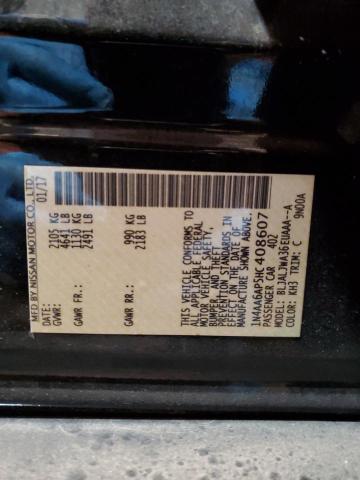 MFD BY NISSAN MOTOR CO., LTD.
DATE: 01/17
GVWR: 2105 KG
4641 LB
GAWR FR: 1130 KG
2491 LB
GAWR RR: 990 KG
2183 LB
THIS VEHICLE CONFORMS TO
ALL APPLICABLE FEDERAL
MOTOR VEHICLE SAFETY,
BUMPER, AND THEFT
PREVENTION STANDARDS
IN EFFECT ON THE DATE OF
MANUFACTURE SHOWN ABOVE.
1N4AA6AP5HC408607
PASSENGER CAR 402
MODEL: BLJALJWA36EUAAA--A
COLOR: KH3 TRIM: C 9N00A